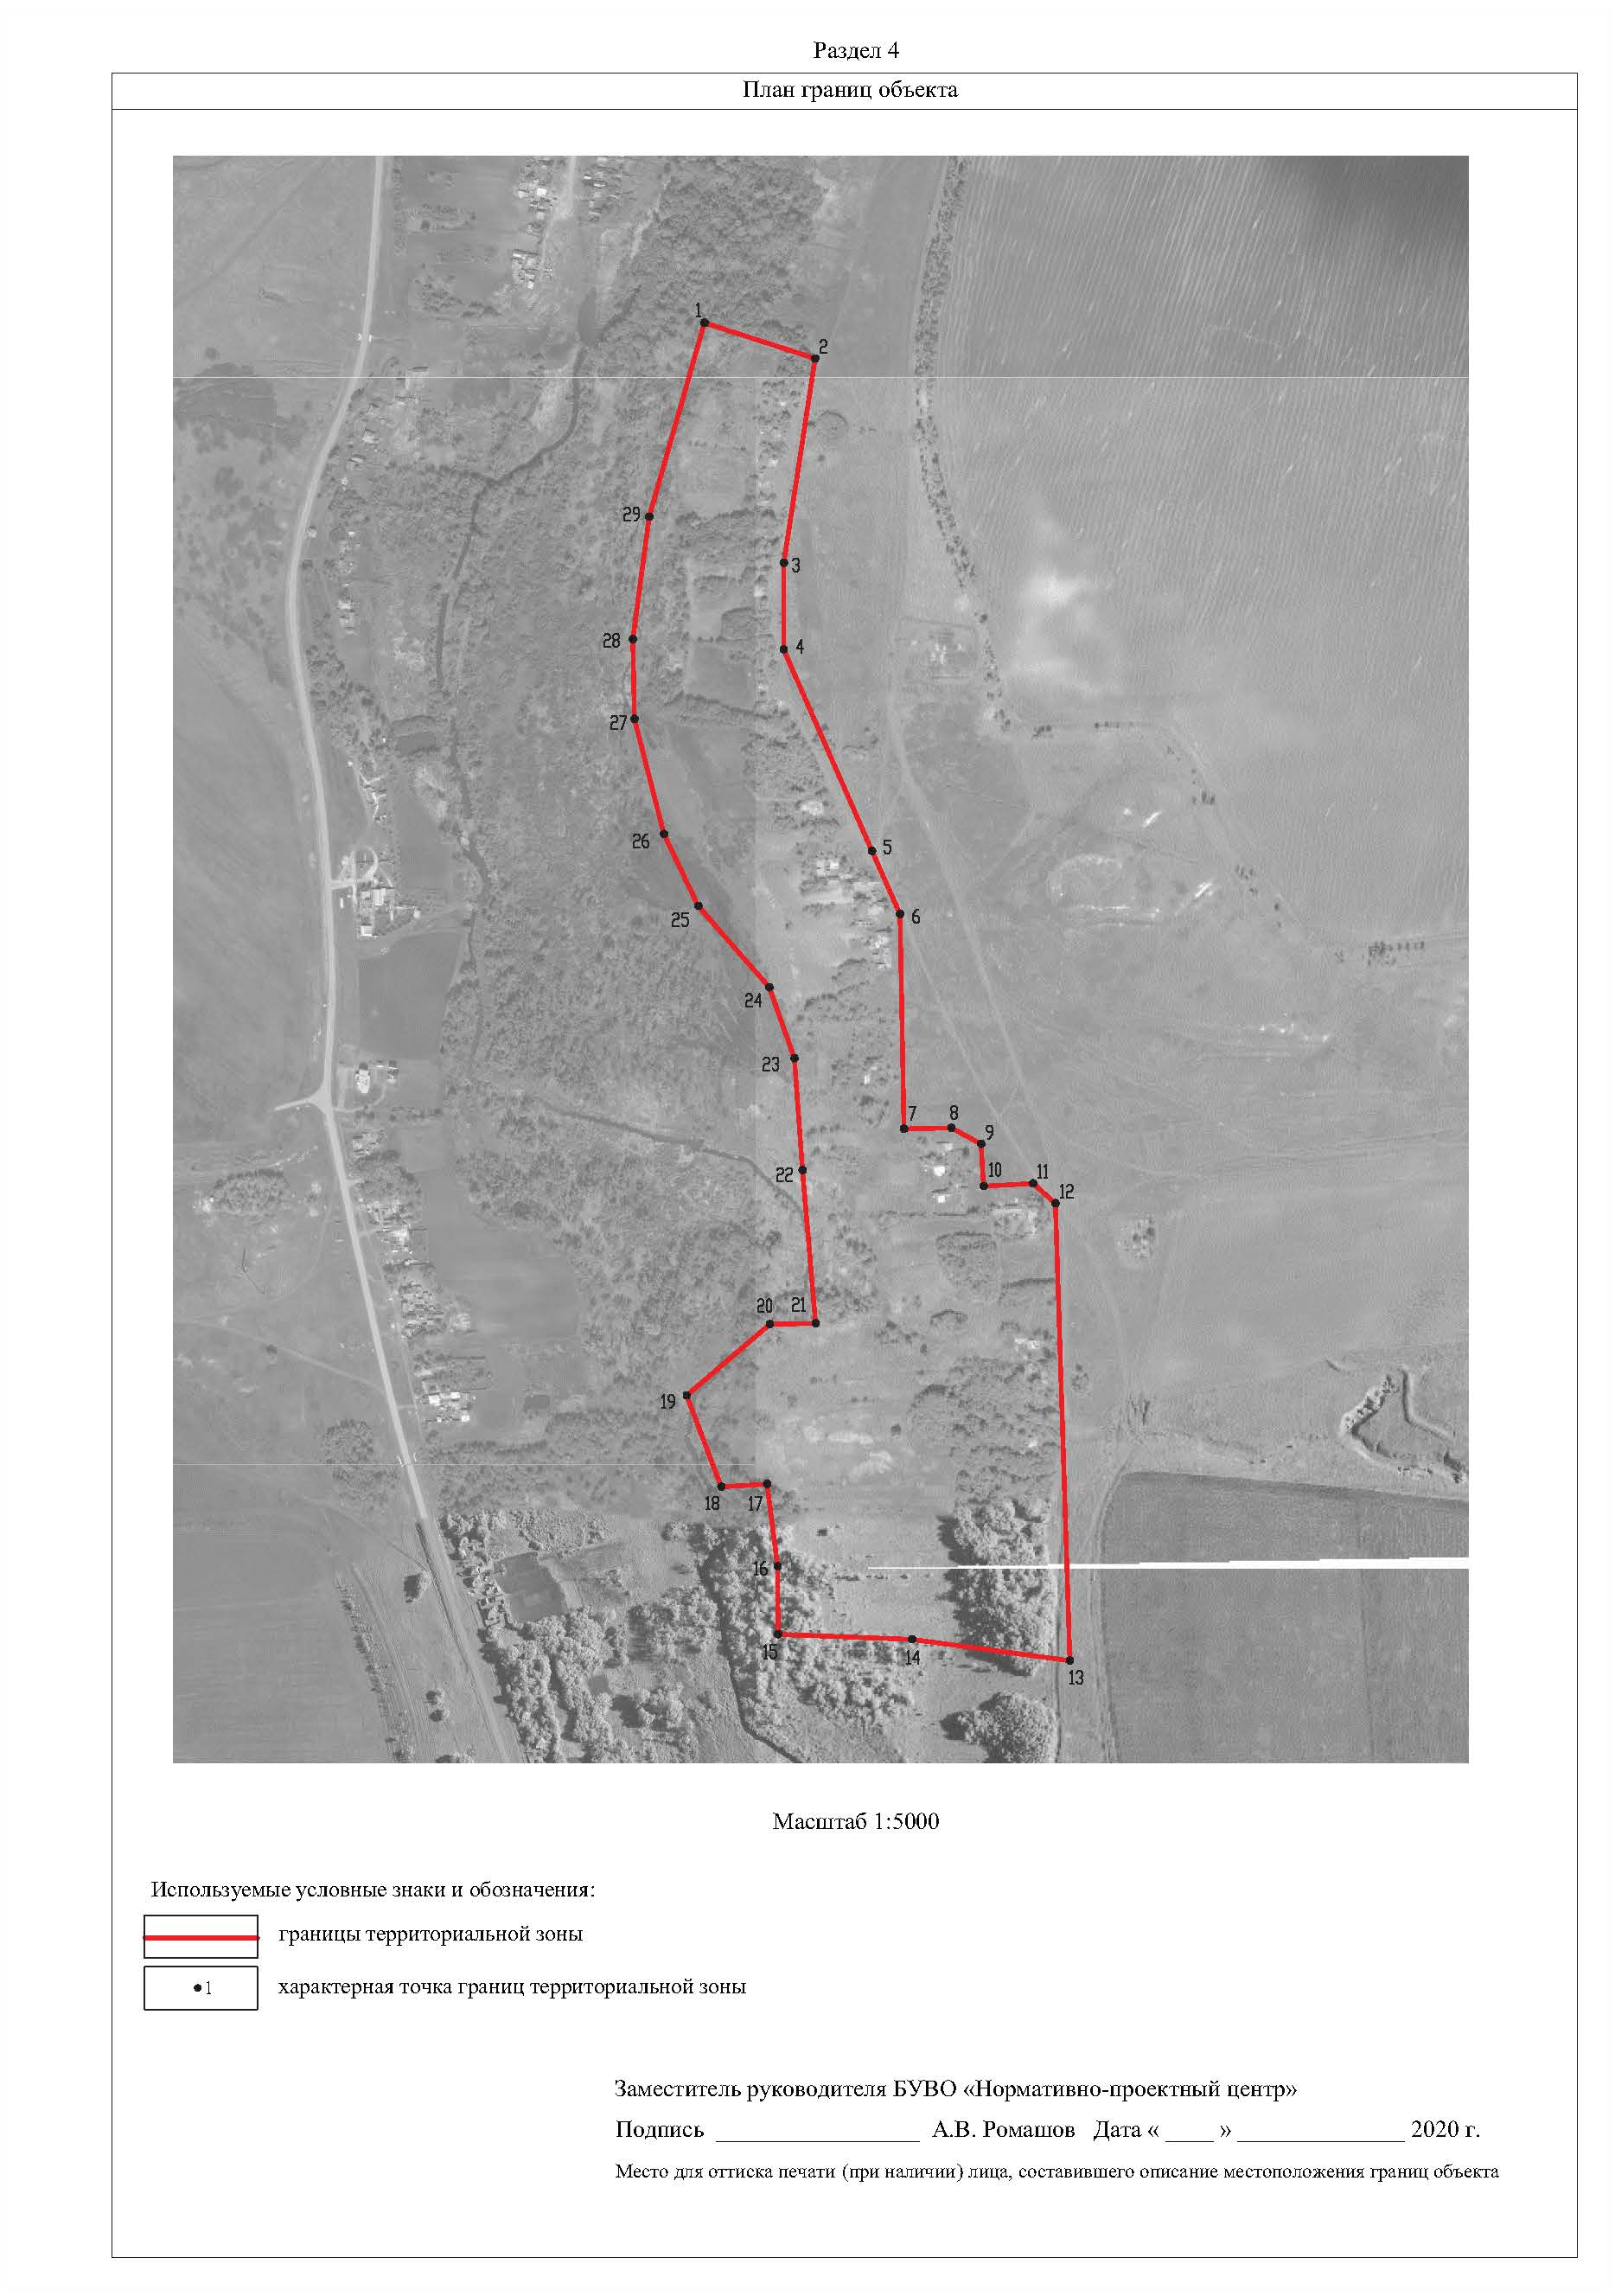 Раздел 4
План границ объекта
1
2
29
3
28
4
27
26
5
25
6
24
23
7 8
9
22
10 11
12
20 21
19
18 17
16
15
14
13
Масштаб 1:5000
Используемые условные знаки и обозначения:
границы территориальной зоны
1 характерная точка границ территориальной зоны
Заместитель руководителя БУВО «Нормативно-проектный центр»
Подпись _________________ А.В. Ромашов Дата « ____ » ______________ 2020 г.
Место для оттиска печати (при наличии) лица, составившего описание местоположения границ объекта